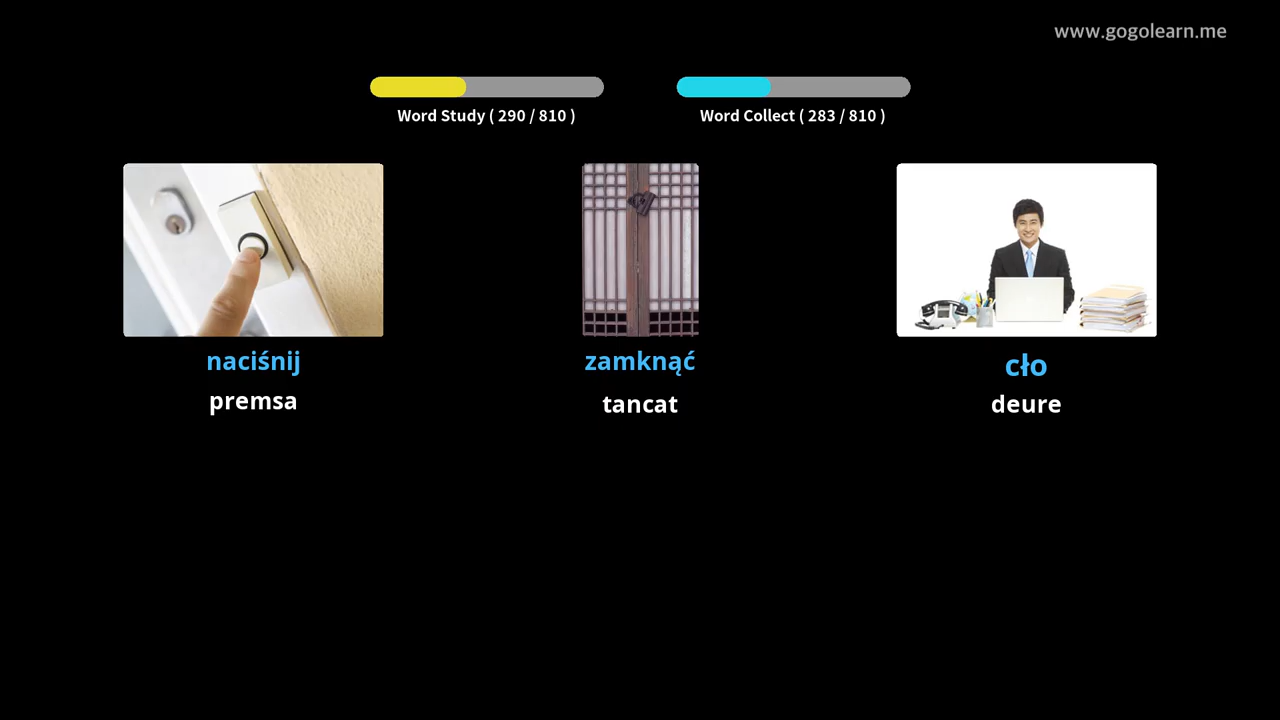 www.gogolearn.me
Word Study ( 290 / 810 )
Word Collect ( 283 / 810 )
naciśnij
premsa
zamknąć
tancat
cło
deure